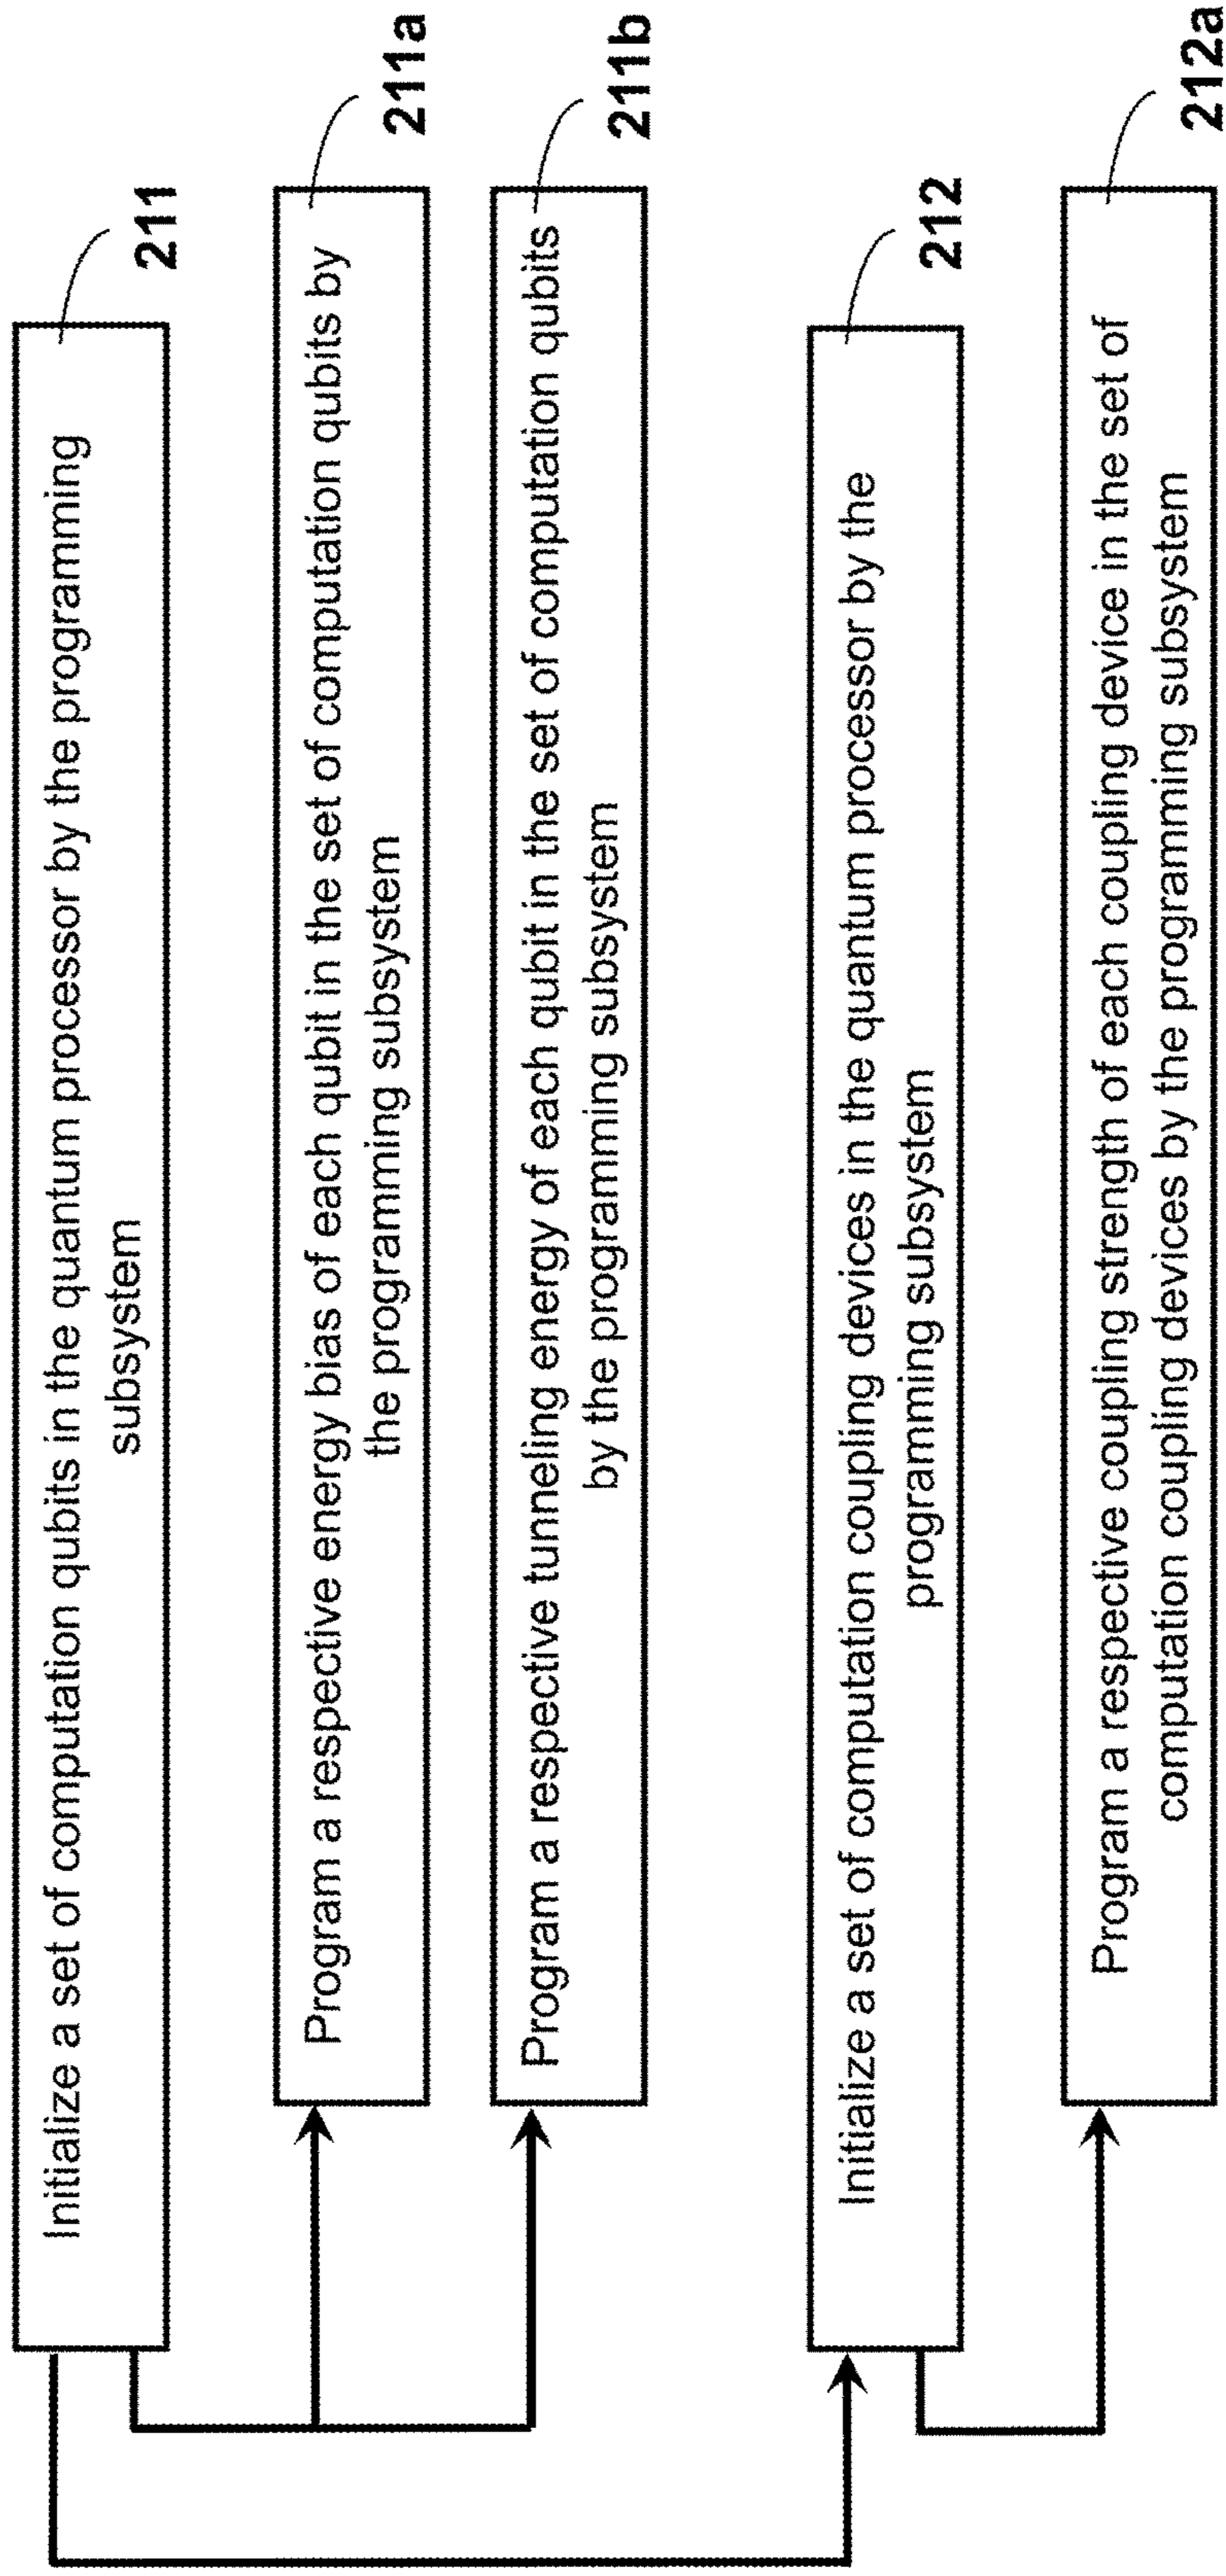 211
Initialize a set of computation qubits in the quantum processor by the programming
subsystem
211a
Program a respective energy bias of each qubit in the set of computation qubits by
the programming subsystem
211b
Program a respective tunneling energy of each qubit in the set of computation qubits
by the programming subsystem
212
Initialize a set of computation coupling devices in the quantum processor by the
programming subsystem
212a
Program a respective coupling strength of each coupling device in the set of
computation coupling devices by the programming subsystem